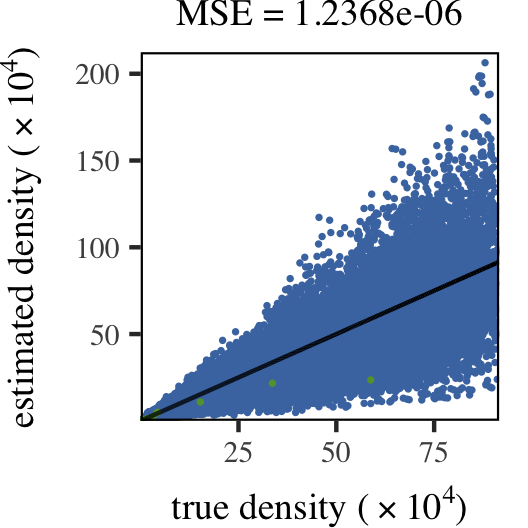 MSE = 1.2368e-06
estimated density ( × 10⁴)
200
150
100
50
25 50 75
true density ( × 10⁴)